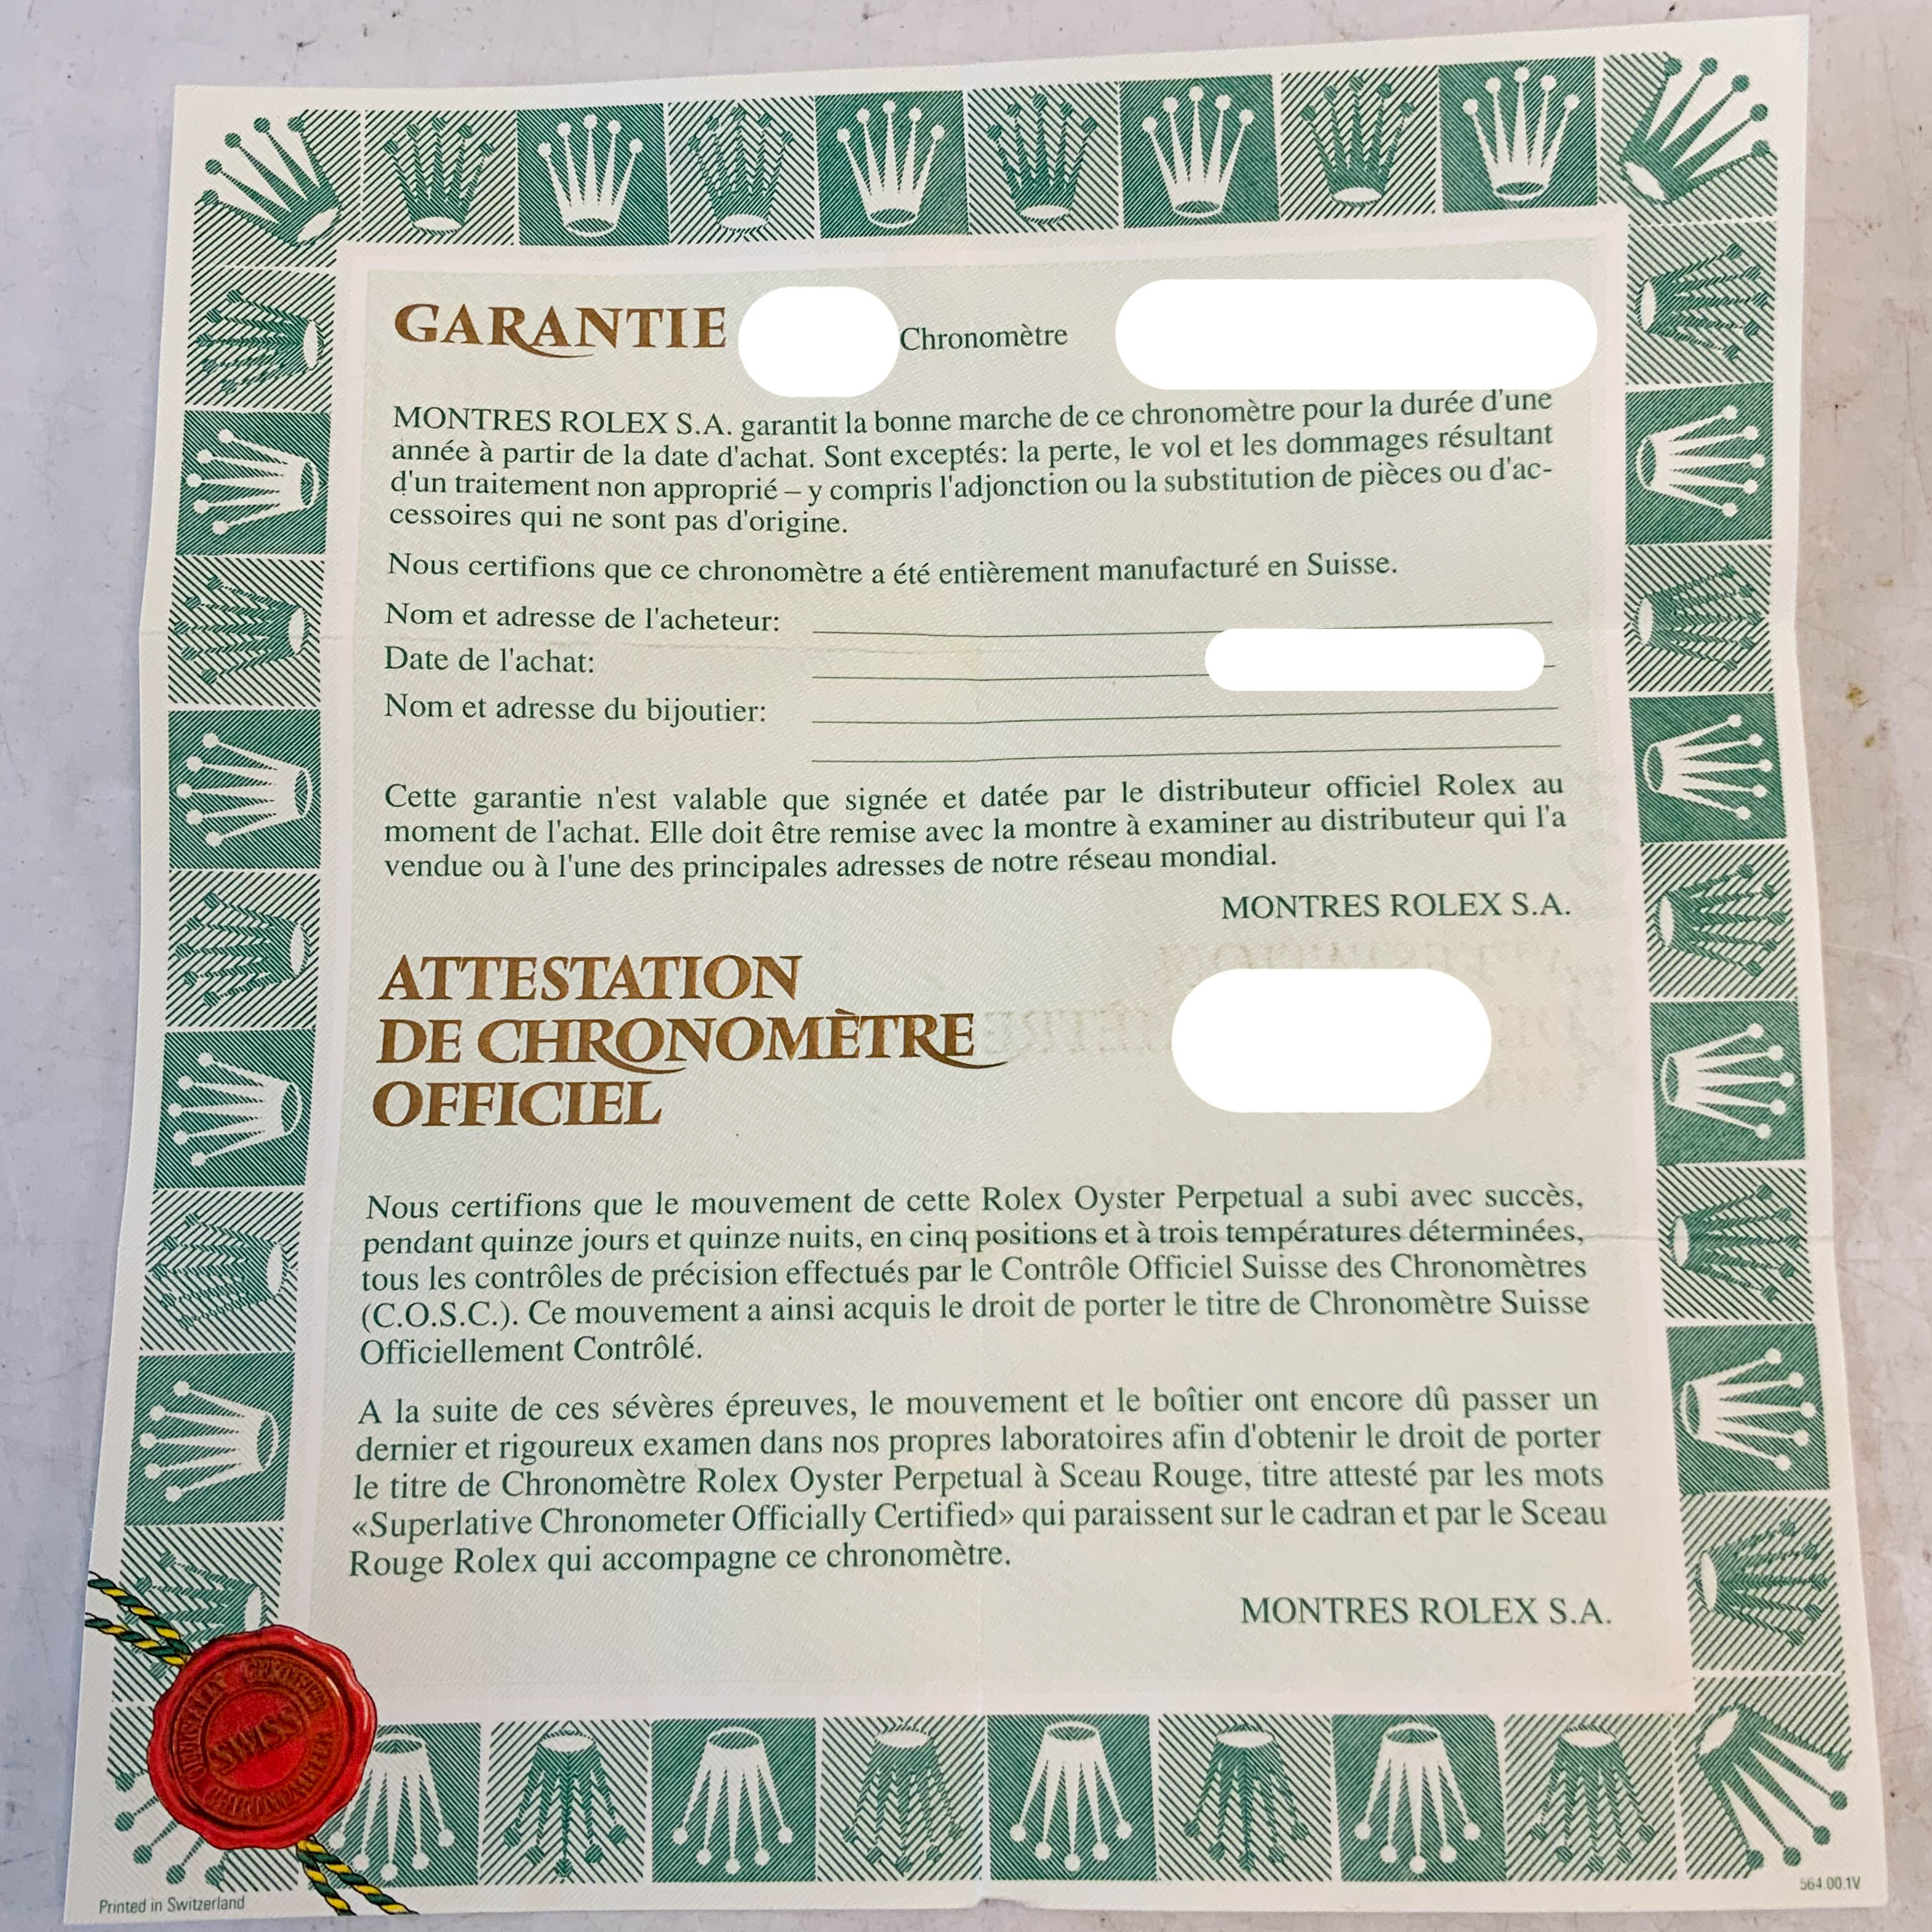 GARANTIE Chronomètre
MONTRES ROLEX S.A. garantit la bonne marche de ce chronomètre pour la durée d'une
année à partir de la date d'achat. Sont exceptés: la perte, le vol et les dommages résultant
d'un traitement non approprié – y compris l'adjonction ou la substitution de pièces ou d'ac-
cessoires qui ne sont pas d'origine.
Nous certifions que ce chronomètre a été entièrement manufacturé en Suisse.
Nom et adresse de l'acheteur:
Date de l'achat:
Nom et adresse du bijoutier:
Cette garantie n'est valable que signée et datée par le distributeur officiel Rolex au
moment de l'achat. Elle doit être remise avec la montre à examiner au distributeur qui l'a
vendue ou à l'une des principales adresses de notre réseau mondial.
MONTRES ROLEX S.A.
ATTESTATION
DE CHRONOMÈTRE
OFFICIEL
Nous certifions que le mouvement de cette Rolex Oyster Perpetual a subi avec succès,
pendant quinze jours et quinze nuits, en cinq positions et à trois températures déterminées,
tous les contrôles de précision effectués par le Contrôle Officiel Suisse des Chronomètres
(C.O.S.C.). Ce mouvement a ainsi acquis le droit de porter le titre de Chronomètre Suisse
Officiellement Contrôlé.
A la suite de ces sévères épreuves, le mouvement et le boîtier ont encore dû passer un
dernier et rigoureux examen dans nos propres laboratoires afin d'obtenir le droit de porter
le titre de Chronomètre Rolex Oyster Perpetual à Sceau Rouge, titre attesté par les mots
«Superlative Chronometer Officially Certified» qui paraissent sur le cadran et par le Sceau
Rouge Rolex qui accompagne ce chronomètre.
MONTRES ROLEX S.A.
OFFICIALLY CERTIFIED
SWISS
CHRONOMETER
Printed in Switzerland
564.00.1V